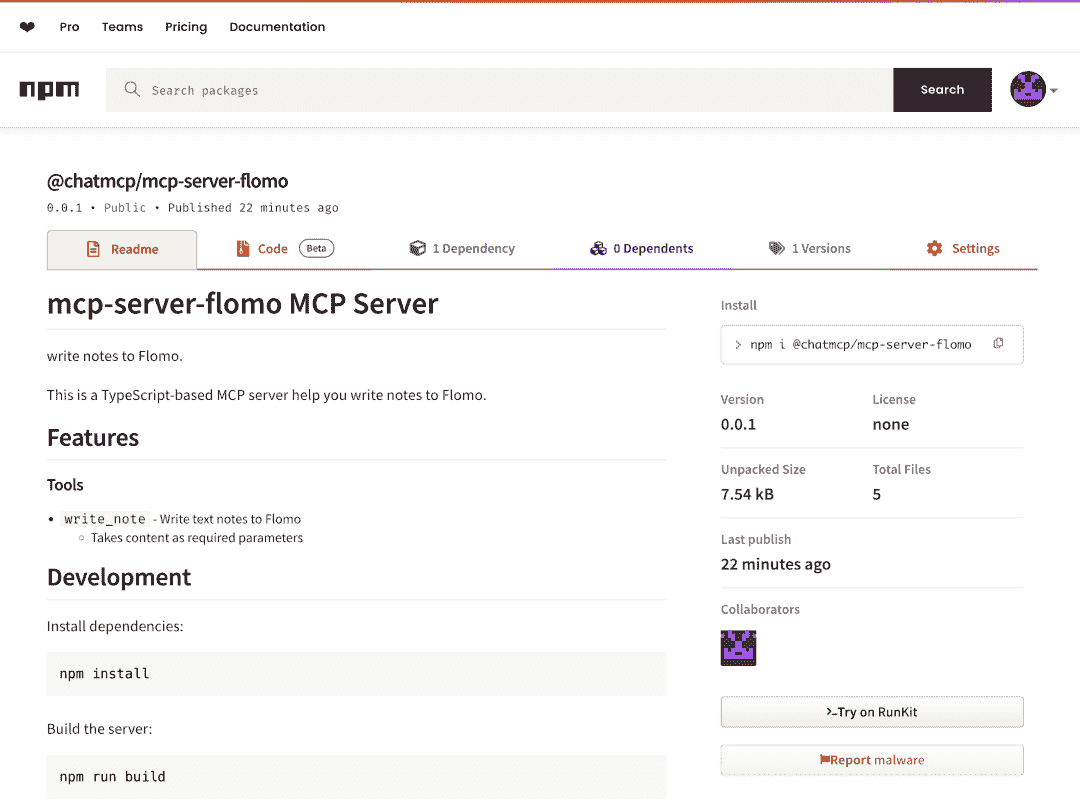 ❤ Pro Teams Pricing Documentation
npm Search packages Search
@chatmcp/mcp-server-flomo
0.0.1 • Public • Published 22 minutes ago
Readme Code Beta 1 Dependency 0 Dependents 1 Versions Settings
mcp-server-flomo MCP Server
write notes to Flomo.
This is a TypeScript-based MCP server help you write notes to Flomo.
Features
Tools
• write_note - Write text notes to Flomo
◦ Takes content as required parameters
Development
Install dependencies:
npm install
Build the server:
npm run build
Install
> npm i @chatmcp/mcp-server-flomo
Version License
0.0.1 none
Unpacked Size Total Files
7.54 kB 5
Last publish
22 minutes ago
Collaborators
>_Try on RunKit
Report malware